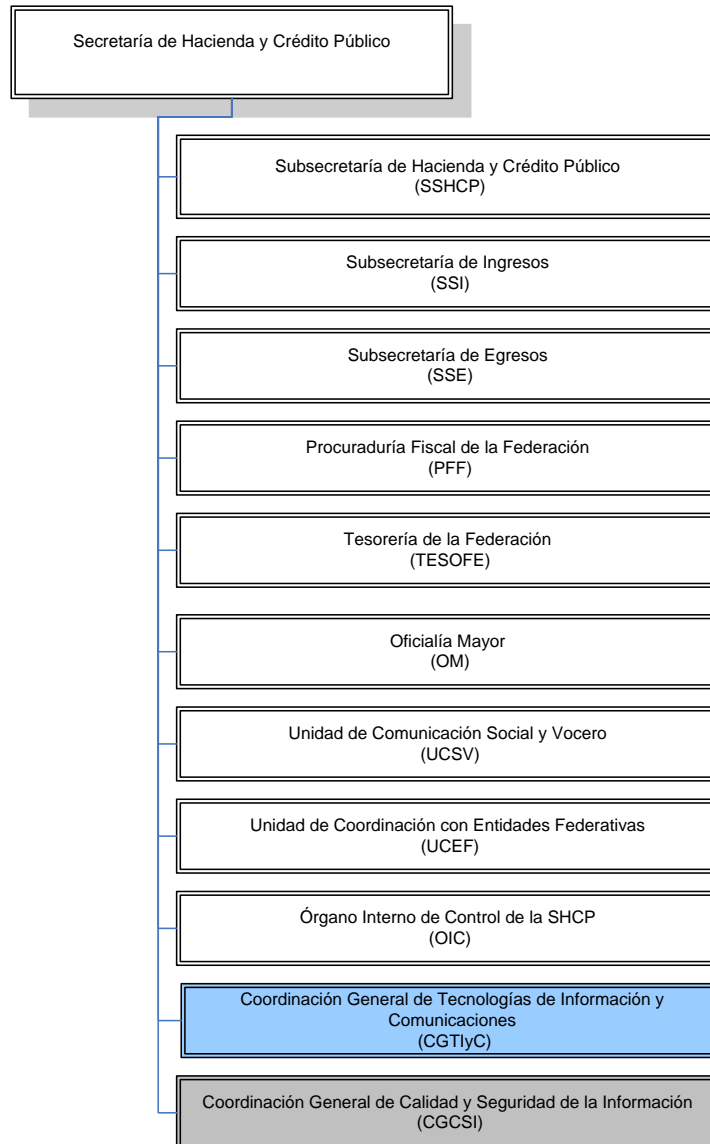 Secretaría de Hacienda y Crédito Público
Subsecretaría de Hacienda y Crédito Público
(SSHCP)
Subsecretaría de Ingresos
(SSI)
Subsecretaría de Egresos
(SSE)
Procuraduría Fiscal de la Federación
(PFF)
Tesorería de la Federación
(TESOFE)
Oficialía Mayor
(OM)
Unidad de Comunicación Social y Vocero
(UCSV)
Unidad de Coordinación con Entidades Federativas
(UCEF)
Órgano Interno de Control de la SHCP
(OIC)
Coordinación General de Tecnologías de Información y
Comunicaciones
(CGTIyC)
Coordinación General de Calidad y Seguridad de la Información
(CGCSI)